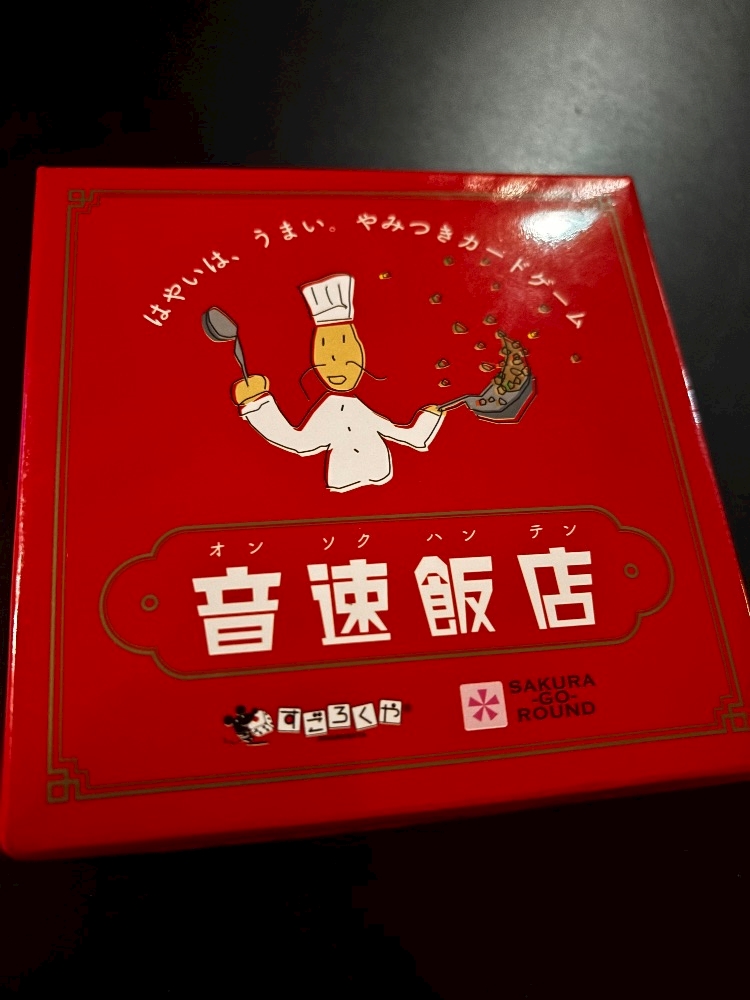 はやいは、うまい。やみつきカードゲーム
オンソクハンテン
音速飯店
すごろくや
SAKURA
-GO-
ROUND